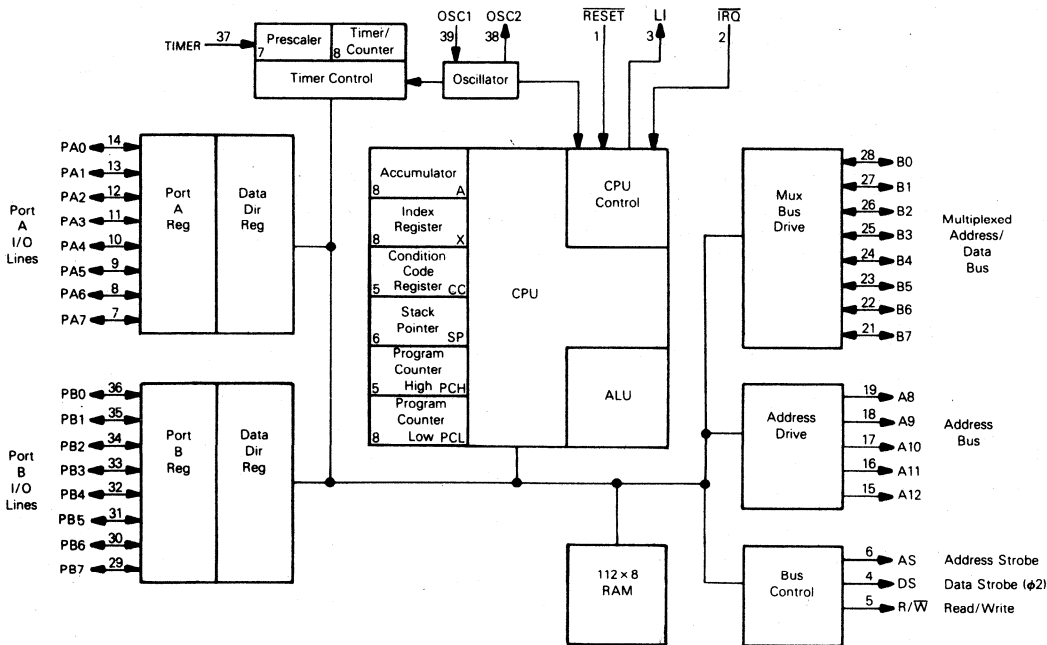 TIMER 37
7 Prescaler
8 Timer/
Counter
Timer Control
OSC1
39
OSC2
38
Oscillator
RESET
1
LI
3
IRQ
2
Port
A
I/O
Lines
PA0 14
PA1 13
PA2 12
PA3 11
PA4 10
PA5 9
PA6 8
PA7 7
Port
A
Reg
Data
Dir
Reg
Accumulator
8 A
Index
Register
8 X
Condition
Code
Register
5 CC
Stack
Pointer
6 SP
Program
Counter
5 High PCH
Program
Counter
8 Low PCL
CPU
CPU
Control
ALU
Mux
Bus
Drive
28 B0
27 B1
26 B2
25 B3
24 B4
23 B5
22 B6
21 B7
Multiplexed
Address/
Data
Bus
Port
B
I/O
Lines
PB0 36
PB1 35
PB2 34
PB3 33
PB4 32
PB5 31
PB6 30
PB7 29
Port
B
Reg
Data
Dir
Reg
Address
Drive
19 A8
18 A9
17 A10
16 A11
15 A12
Address
Bus
112 × 8
RAM
Bus
Control
6 AS Address Strobe
4 DS Data Strobe (ϕ2)
5 R/W̅ Read/Write